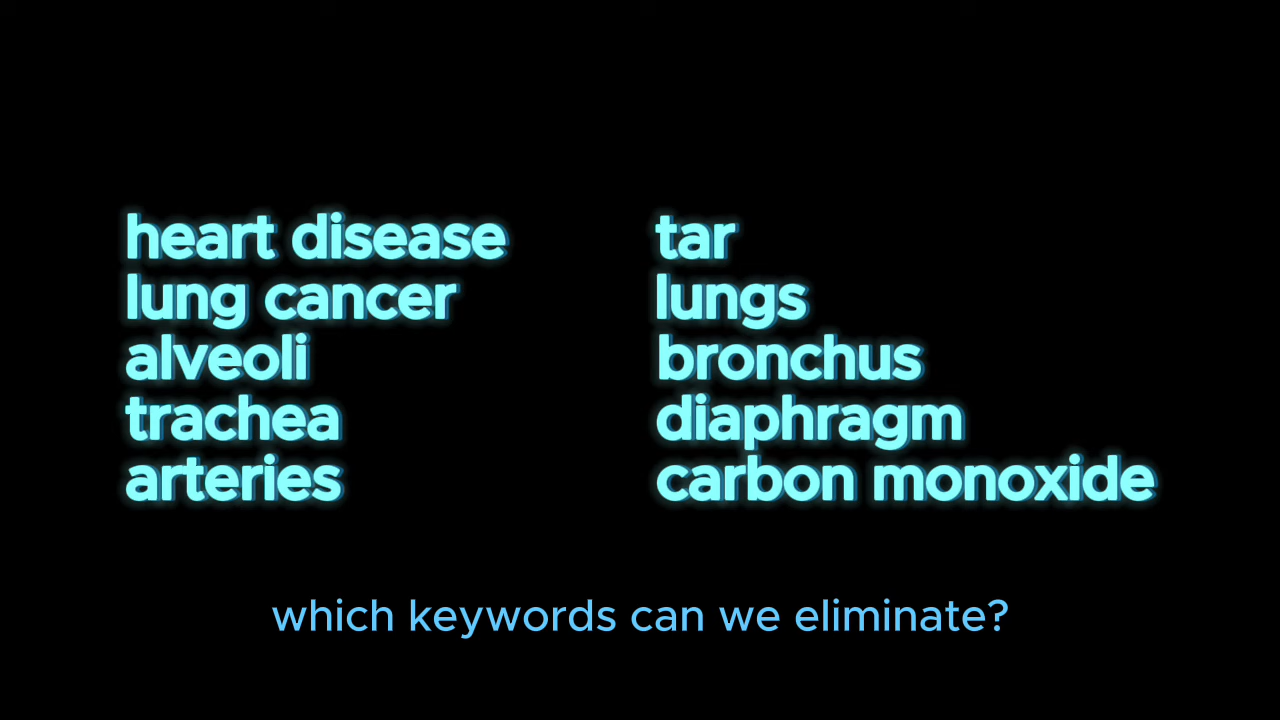 heart disease
lung cancer
alveoli
trachea
arteries
tar
lungs
bronchus
diaphragm
carbon monoxide
which keywords can we eliminate?